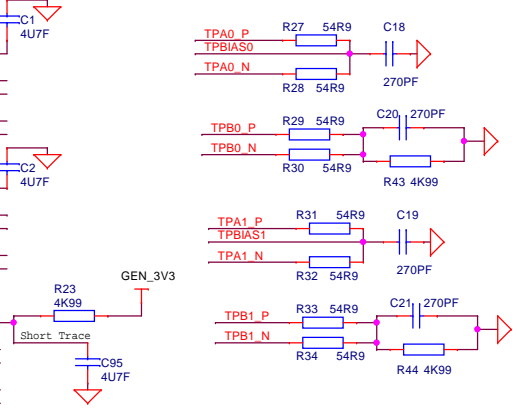 C1
4U7F
C2
4U7F
GEN_3V3
R23
4K99
Short Trace
C95
4U7F
R27 54R9 C18
TPA0_P
TPBIAS0
TPA0_N
R28 54R9 270PF
R29 54R9 C20 270PF
TPB0_P
TPB0_N
R30 54R9 R43 4K99
R31 54R9 C19
TPA1_P
TPBIAS1
TPA1_N
R32 54R9 270PF
R33 54R9 C21 270PF
TPB1_P
TPB1_N
R34 54R9 R44 4K99